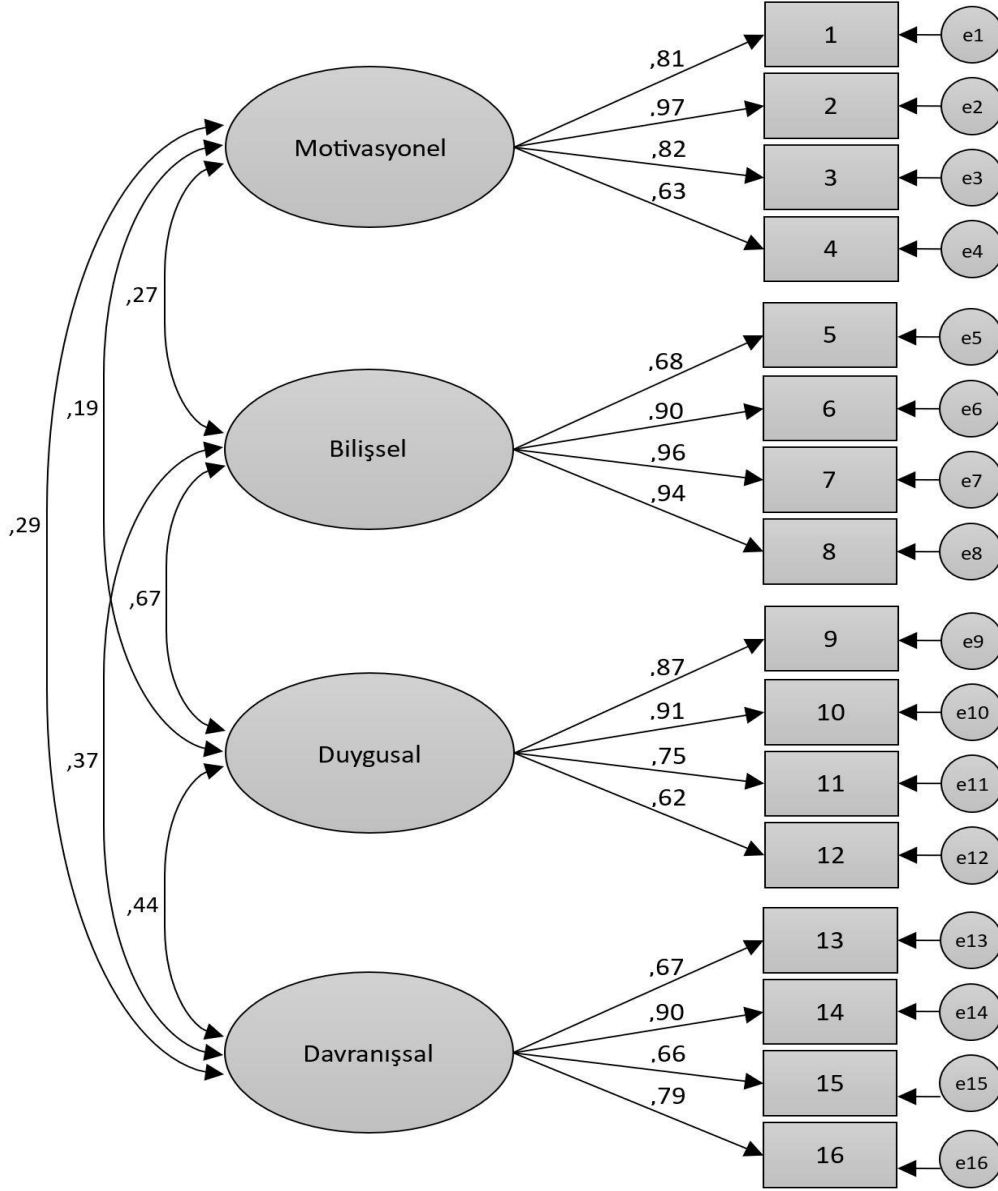 ,81
1
e1
,97
2
e2
Motivasyonel
,82
3
e3
,63
4
e4
,27
,68
5
e5
,19
,90
6
e6
Bilişsel
,96
7
e7
,29
,94
8
e8
,67
,87
9
e9
,91
10
e10
Duygusal
,37
,75
11
e11
,62
12
e12
,44
,67
13
e13
,90
14
e14
Davranışsal
,66
15
e15
,79
16
e16